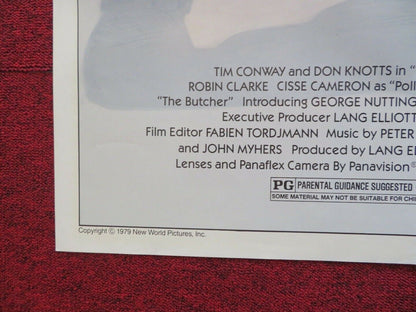 TIM CONWAY and DON KNOTTS in "
ROBIN CLARKE CISSE CAMERON as "Poll
"The Butcher" Introducing GEORGE NUTTING
Executive Producer LANG ELLIOTT
Film Editor FABIEN TORDJMANN Music by PETER
and JOHN MYHERS Produced by LANG EL
Lenses and Panaflex Camera By Panavision®
PG PARENTAL GUIDANCE SUGGESTED
SOME MATERIAL MAY NOT BE SUITABLE FOR CHI
Copyright © 1979 New World Pictures, Inc.